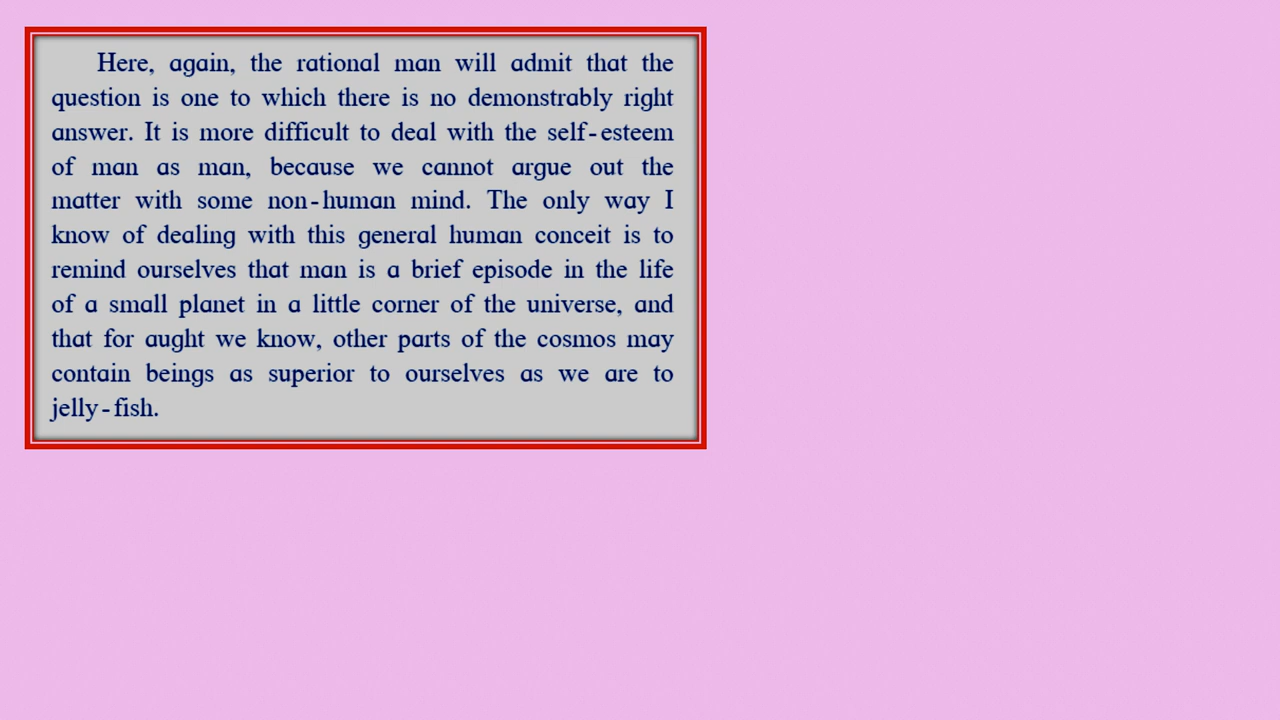 Here, again, the rational man will admit that the
question is one to which there is no demonstrably right
answer. It is more difficult to deal with the self-esteem
of man as man, because we cannot argue out the
matter with some non-human mind. The only way I
know of dealing with this general human conceit is to
remind ourselves that man is a brief episode in the life
of a small planet in a little corner of the universe, and
that for aught we know, other parts of the cosmos may
contain beings as superior to ourselves as we are to
jelly-fish.